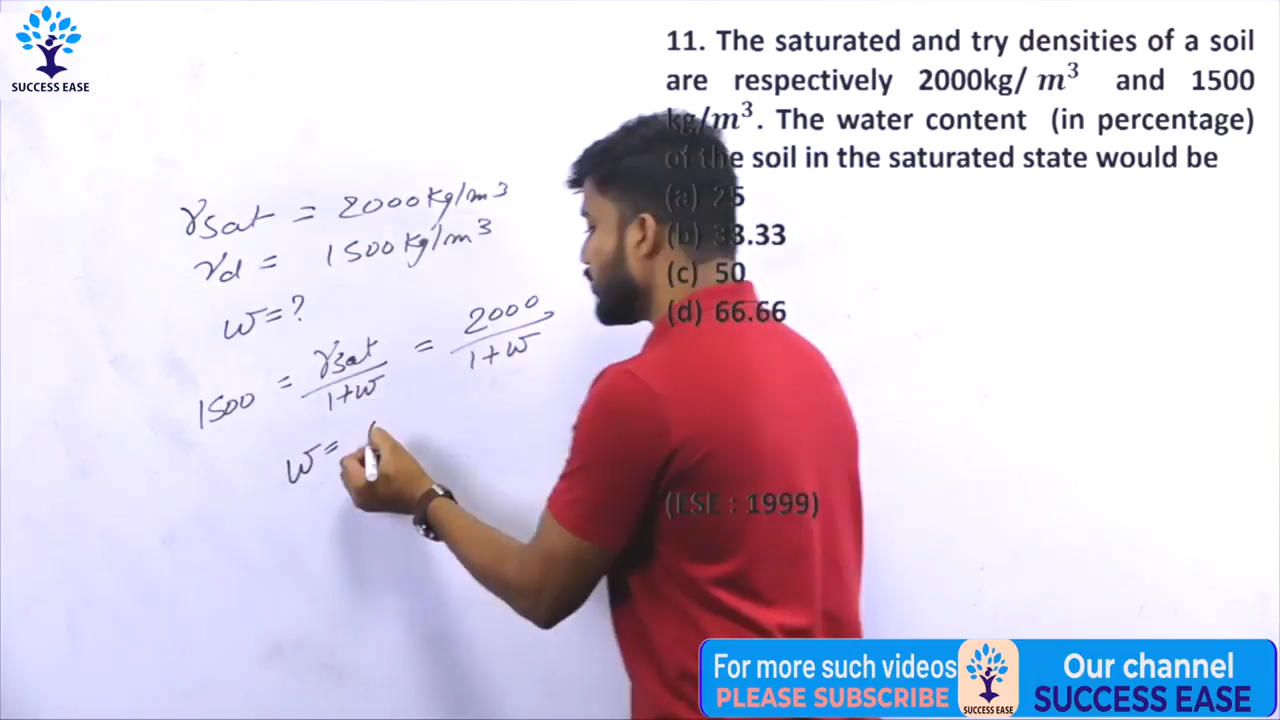 SUCCESS EASE
11. The saturated and try densities of a soil
are respectively 2000kg/ m³ and 1500
kg/m³. The water content (in percentage)
of the soil in the saturated state would be
(a) 25
(b) 33.33
(c) 50
(d) 66.66
(ESE : 1999)
γsat = 2000 kg/m³
γd = 1500 kg/m³
w = ?
1500 = γsat / 1+w = 2000 / 1+w
w =
For more such videos
PLEASE SUBSCRIBE
SUCCESS EASE
Our channel
SUCCESS EASE